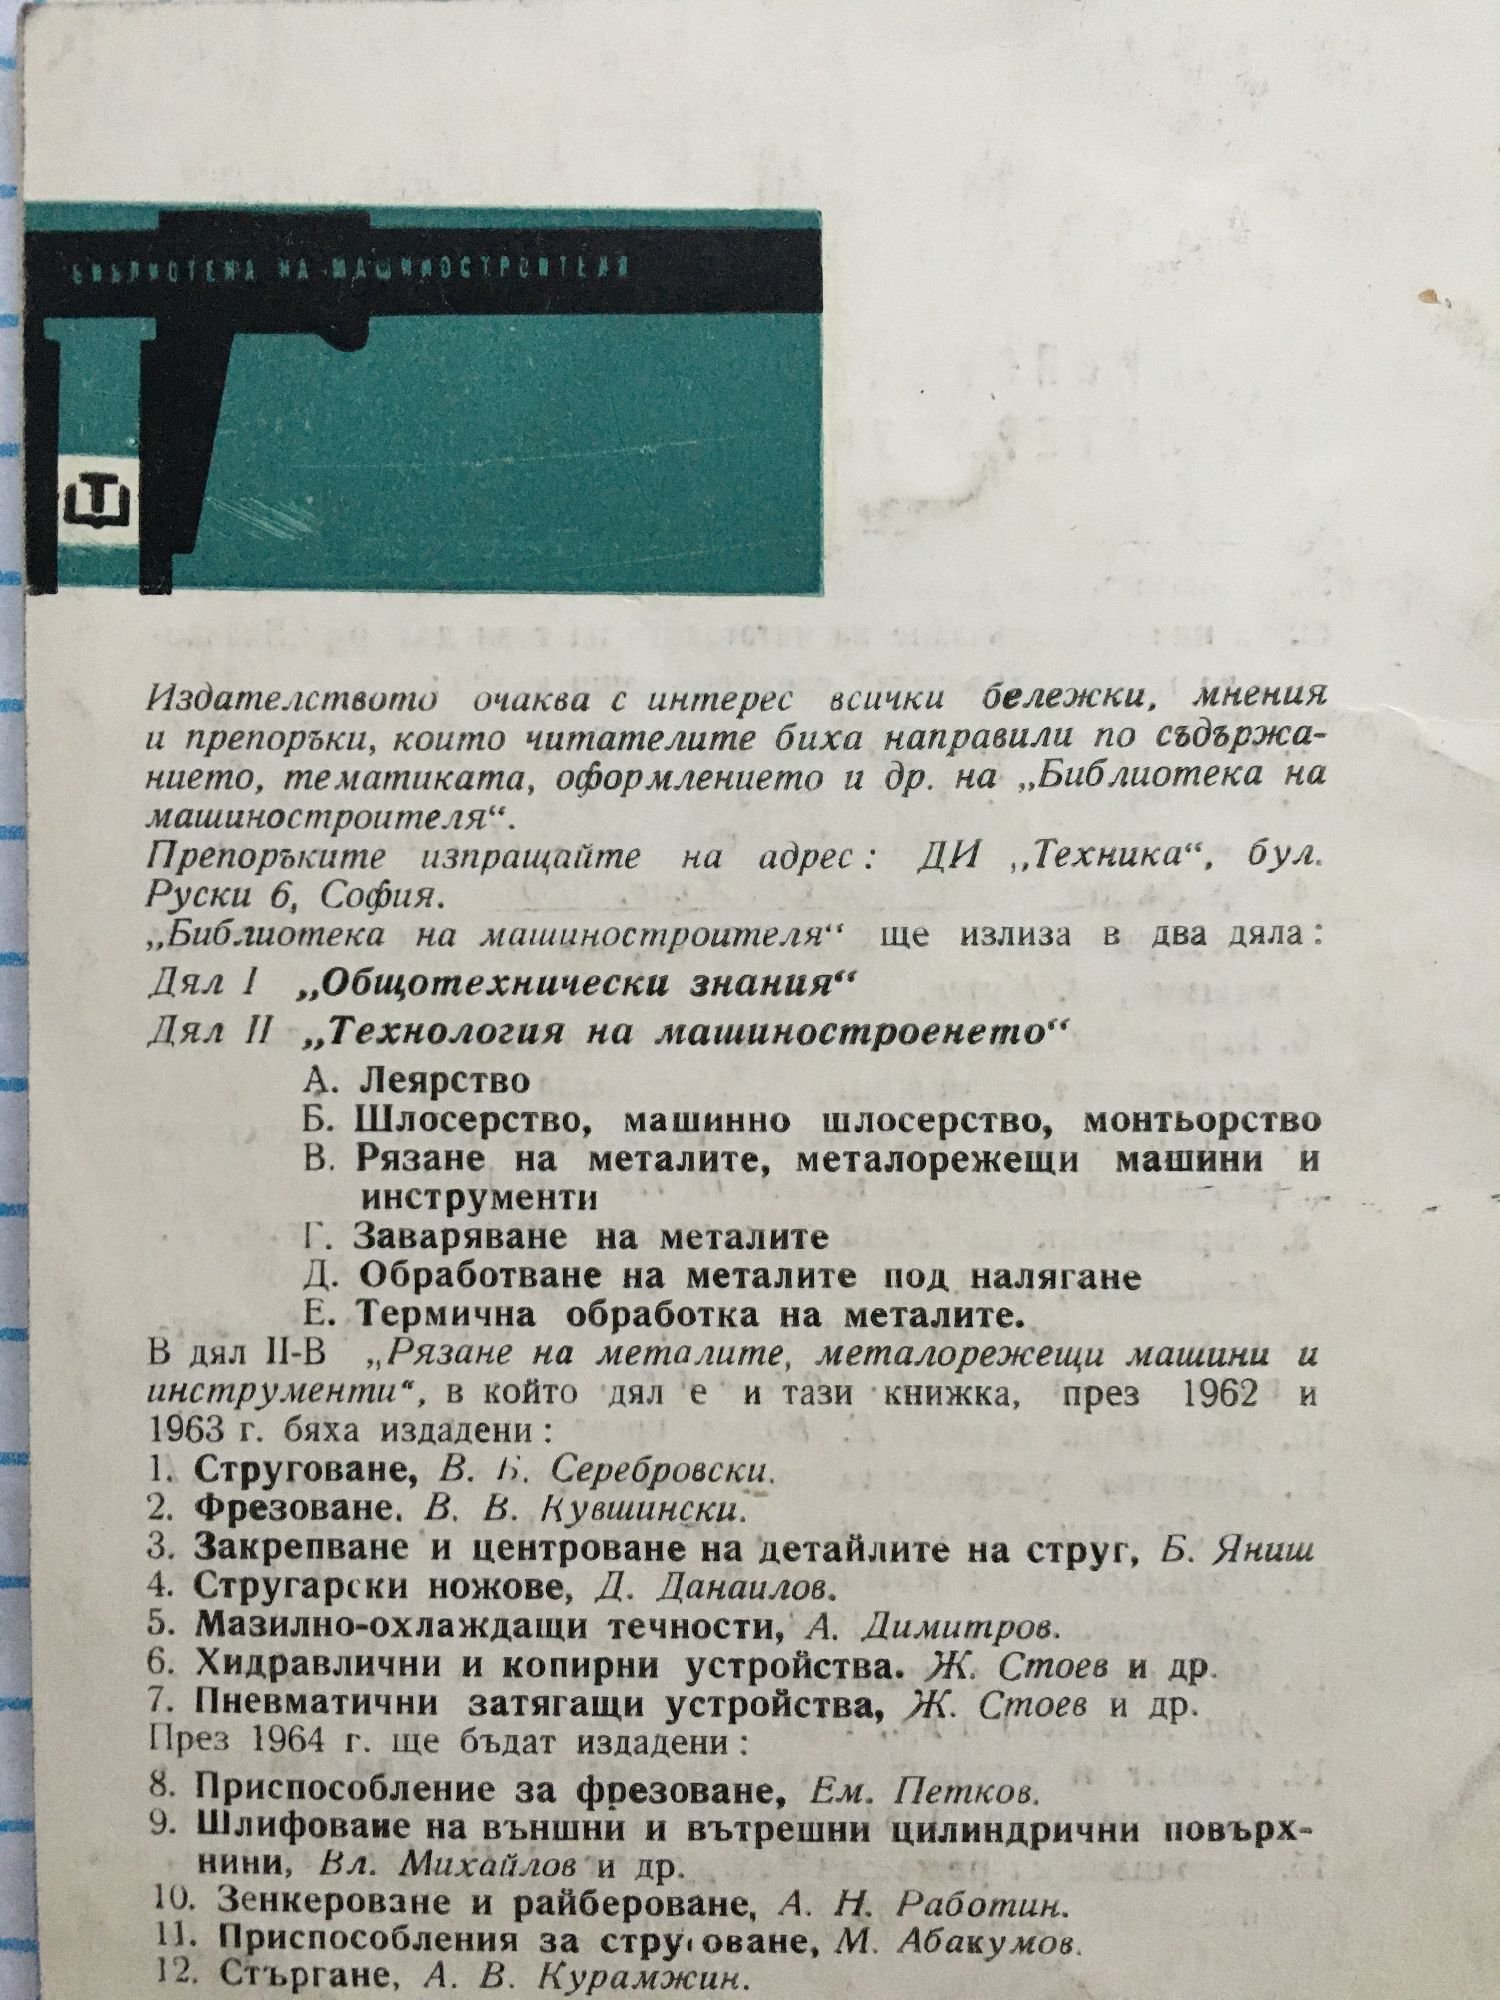 БИБЛИОТЕКА НА МАШИНОСТРОИТЕЛЯ
Т
Издателството очаква с интерес всички бележки, мнения
и препоръки, които читателите биха направили по съдържа-
нието, тематиката, оформлението и др. на „Библиотека на
машиностроителя“.
Препоръките изпращайте на адрес: ДИ „Техника“, бул.
Руски 6, София.
„Библиотека на машиностроителя“ ще излиза в два дяла:
Дял I „Общотехнически знания“
Дял II „Технология на машиностроенето“
А. Леярство
Б. Шлосерство, машинно шлосерство, монтьорство
В. Рязане на металите, металорежещи машини и
инструменти
Г. Заваряване на металите
Д. Обработване на металите под налягане
Е. Термична обработка на металите.
В дял II-В „Рязане на металите, металорежещи машини и
инструменти“, в който дял е и тази книжка, през 1962 и
1963 г. бяха издадени:
1. Струговане, В. Б. Серебровски.
2. Фрезоване. В. В. Кувшински.
3. Закрепване и центроване на детайлите на струг, Б. Яниш
4. Стругарски ножове, Д. Данаилов.
5. Мазилно-охлаждащи течности, А. Димитров.
6. Хидравлични и копирни устройства. Ж. Стоев и др.
7. Пневматични затягащи устройства, Ж. Стоев и др.
През 1964 г. ще бъдат издадени:
8. Приспособление за фрезоване, Ем. Петков.
9. Шлифоване на външни и вътрешни цилиндрични повърх-
нини, Вл. Михайлов и др.
10. Зенкероване и райбероване, А. Н. Работин.
11. Приспособления за струговане, М. Абакумов.
12. Стъргане, А. В. Курамжин.